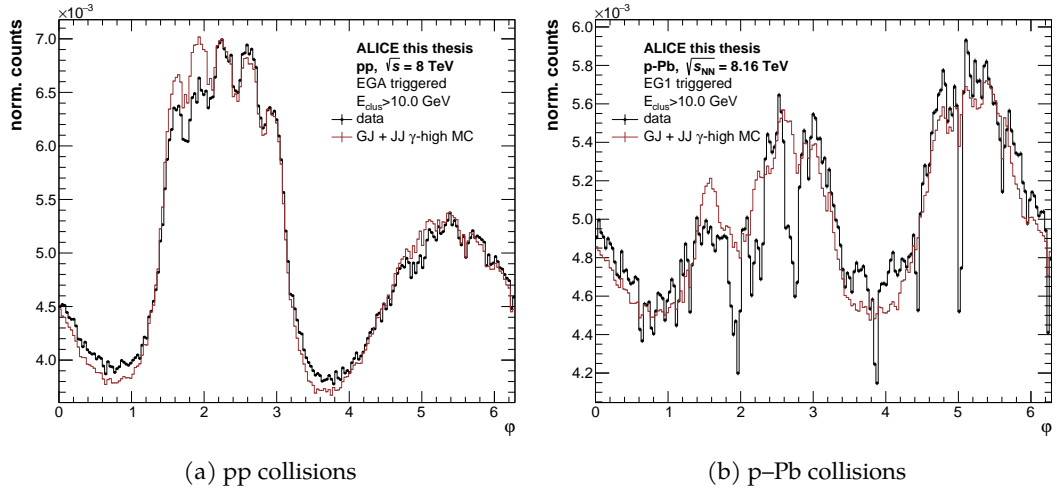 ×10⁻³
norm. counts
7.0
6.5
6.0
5.5
5.0
4.5
4.0
0 1 2 3 4 5 6
φ
ALICE this thesis
pp, √s = 8 TeV
EGA triggered
E_clus>10.0 GeV
data
GJ + JJ γ-high MC
(a) pp collisions
×10⁻³
norm. counts
6.0
5.8
5.6
5.4
5.2
5.0
4.8
4.6
4.4
4.2
0 1 2 3 4 5 6
φ
ALICE this thesis
p-Pb, √s_NN = 8.16 TeV
EG1 triggered
E_clus>10.0 GeV
data
GJ + JJ γ-high MC
(b) p–Pb collisions